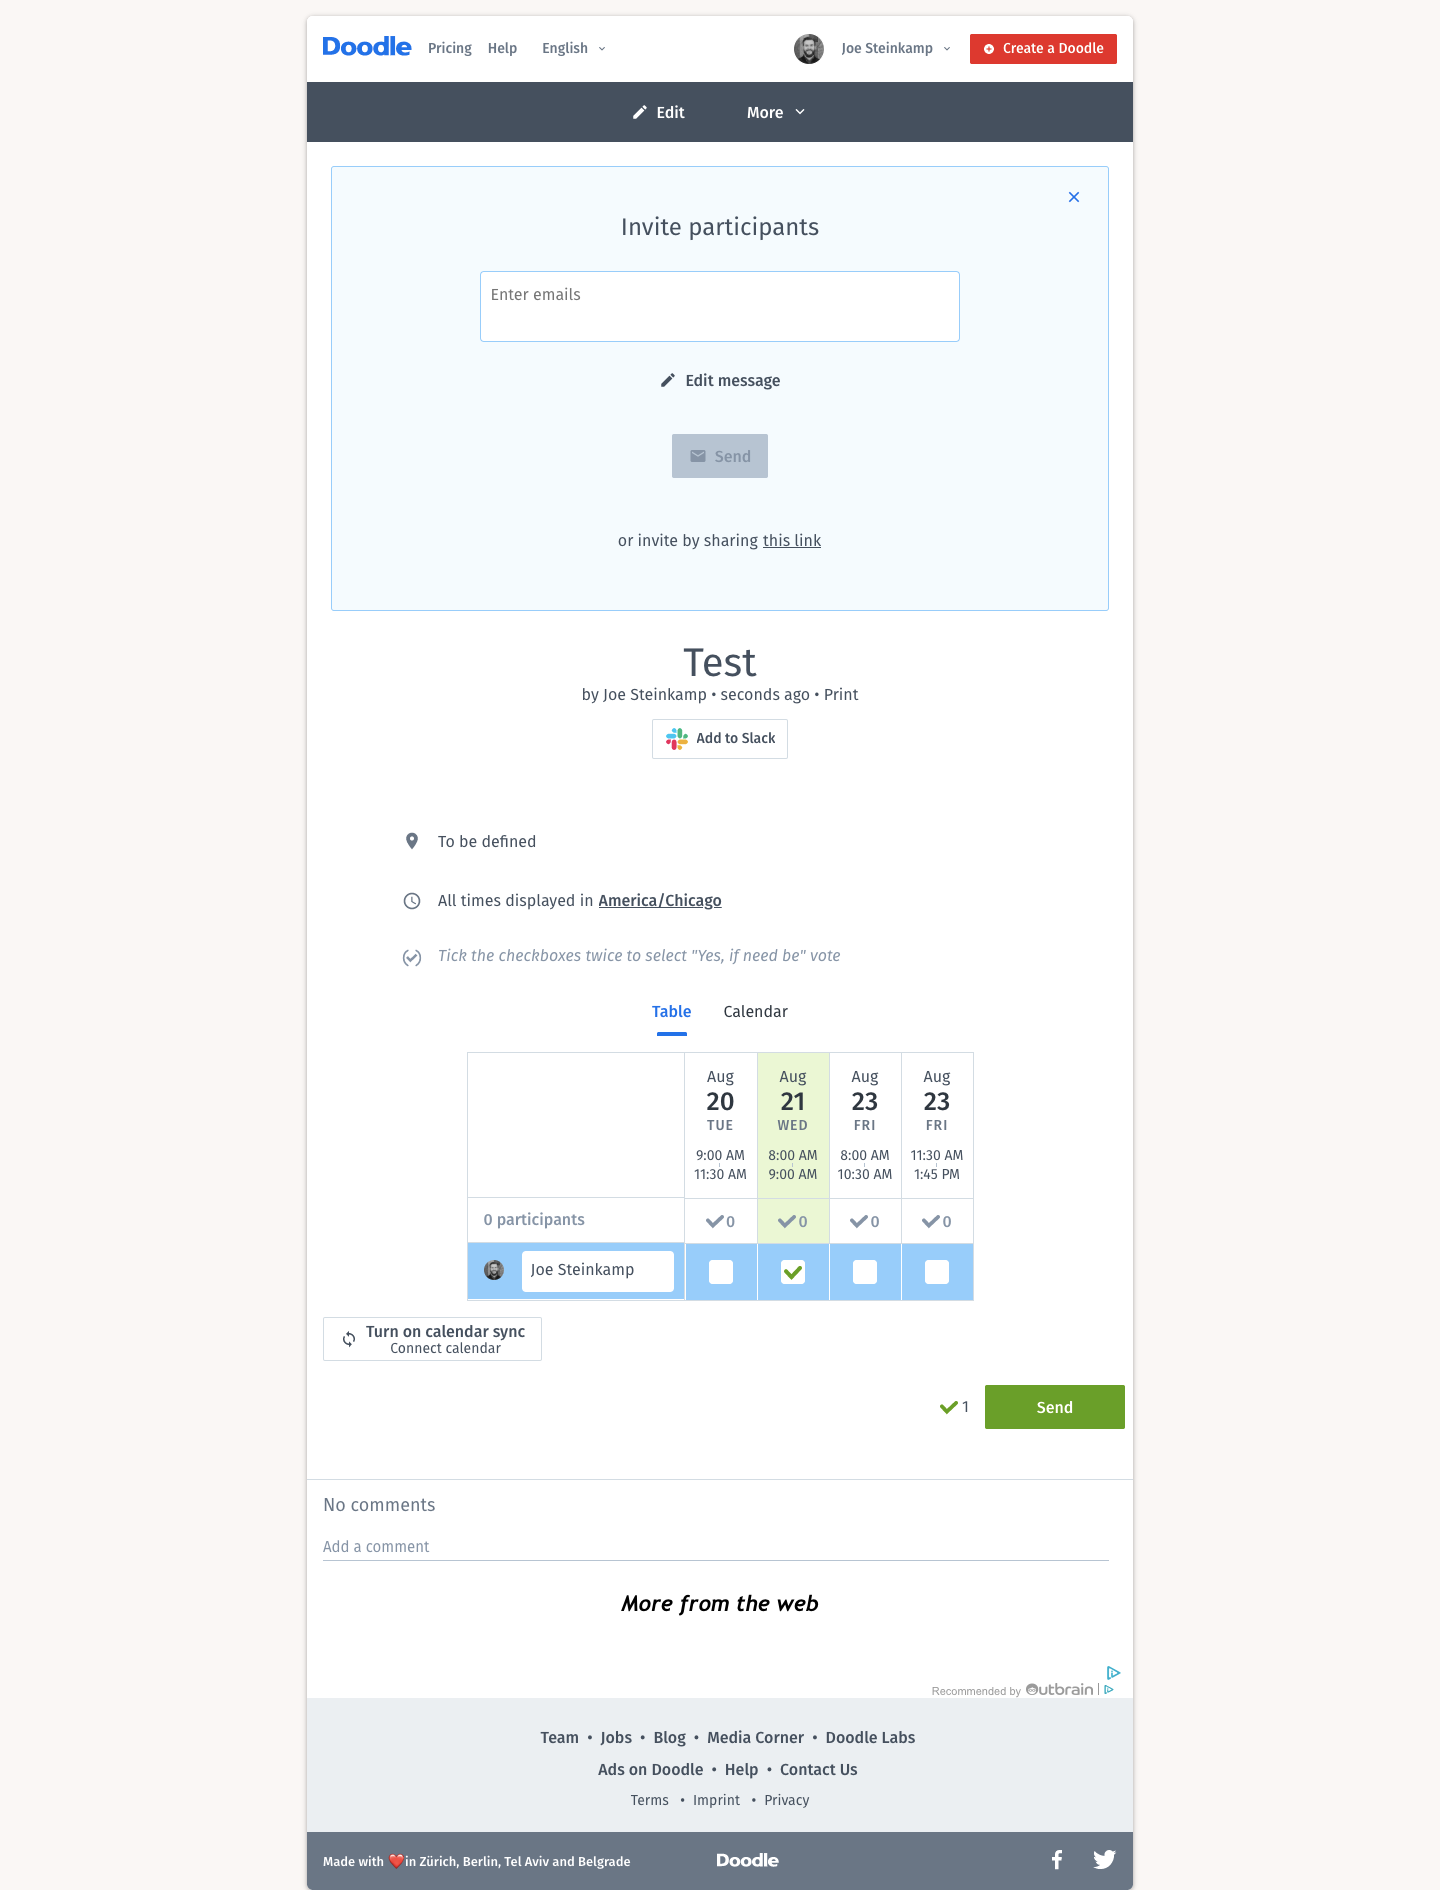 Doodle Pricing Help English Joe Steinkamp Create a Doodle
Edit More
Invite participants
Enter emails
Edit message
Send
or invite by sharing this link
Test
by Joe Steinkamp • seconds ago • Print
Add to Slack
To be defined
All times displayed in America/Chicago
Tick the checkboxes twice to select "Yes, if need be" vote
Table Calendar
Aug Aug Aug Aug
20 21 23 23
TUE WED FRI FRI
9:00 AM 8:00 AM 8:00 AM 11:30 AM
11:30 AM 9:00 AM 10:30 AM 1:45 PM
0 participants 0 0 0 0
Joe Steinkamp
Turn on calendar sync
Connect calendar
1 Send
No comments
Add a comment
More from the web
Recommended by Outbrain
Team • Jobs • Blog • Media Corner • Doodle Labs
Ads on Doodle • Help • Contact Us
Terms • Imprint • Privacy
Made with ❤️in Zürich, Berlin, Tel Aviv and Belgrade Doodle